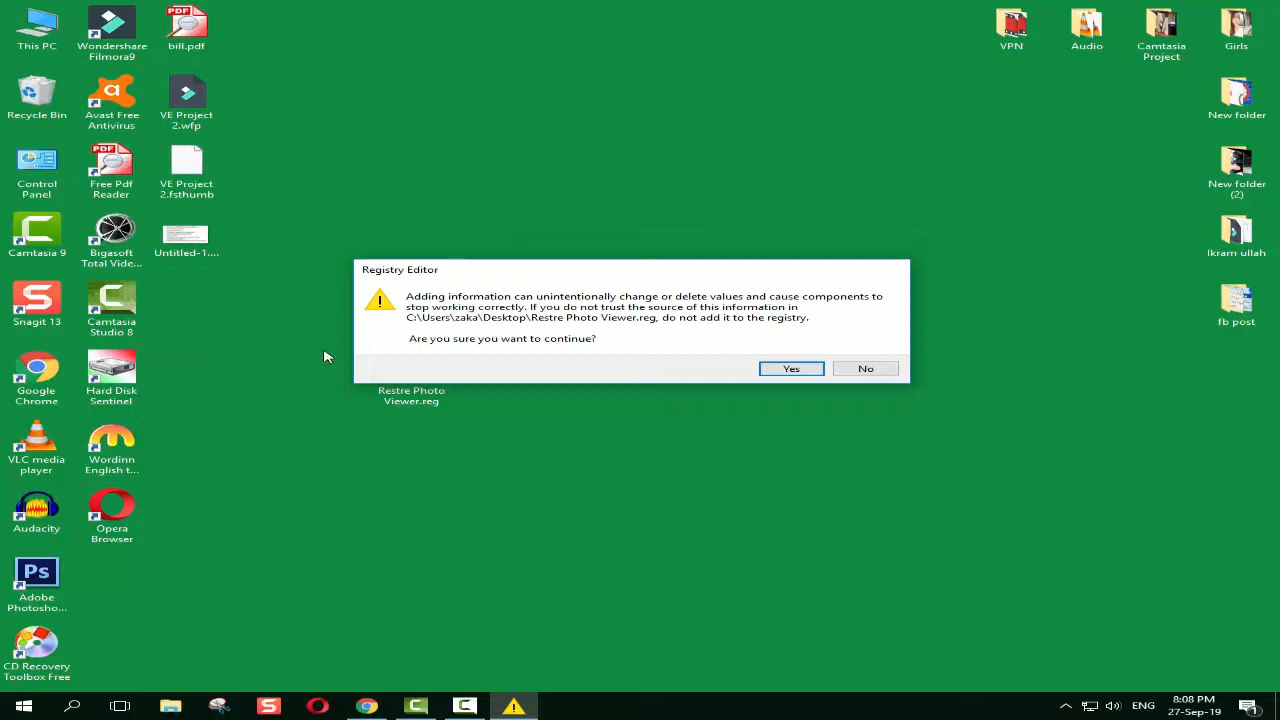 This PC
Wondershare
Filmora9
bill.pdf
VPN
Audio
Camtasia
Project
Girls
Recycle Bin
Avast Free
Antivirus
VE Project
2.wfp
New folder
Control
Panel
Free Pdf
Reader
VE Project
2.fsthumb
New folder
(2)
Camtasia 9
Bigasoft
Total Vide...
Untitled-1....
Ikram ullah
Registry Editor
Adding information can unintentionally change or delete values and cause components to
stop working correctly. If you do not trust the source of this information in
C:\Users\zaka\Desktop\Restre Photo Viewer.reg, do not add it to the registry.
Are you sure you want to continue?
Yes
No
Snagit 13
Camtasia
Studio 8
fb post
Google
Chrome
Hard Disk
Sentinel
Restre Photo
Viewer.reg
VLC media
player
Wordinn
English t...
Audacity
Opera
Browser
Adobe
Photosho...
CD Recovery
Toolbox Free
ENG
8:08 PM
27-Sep-19
1